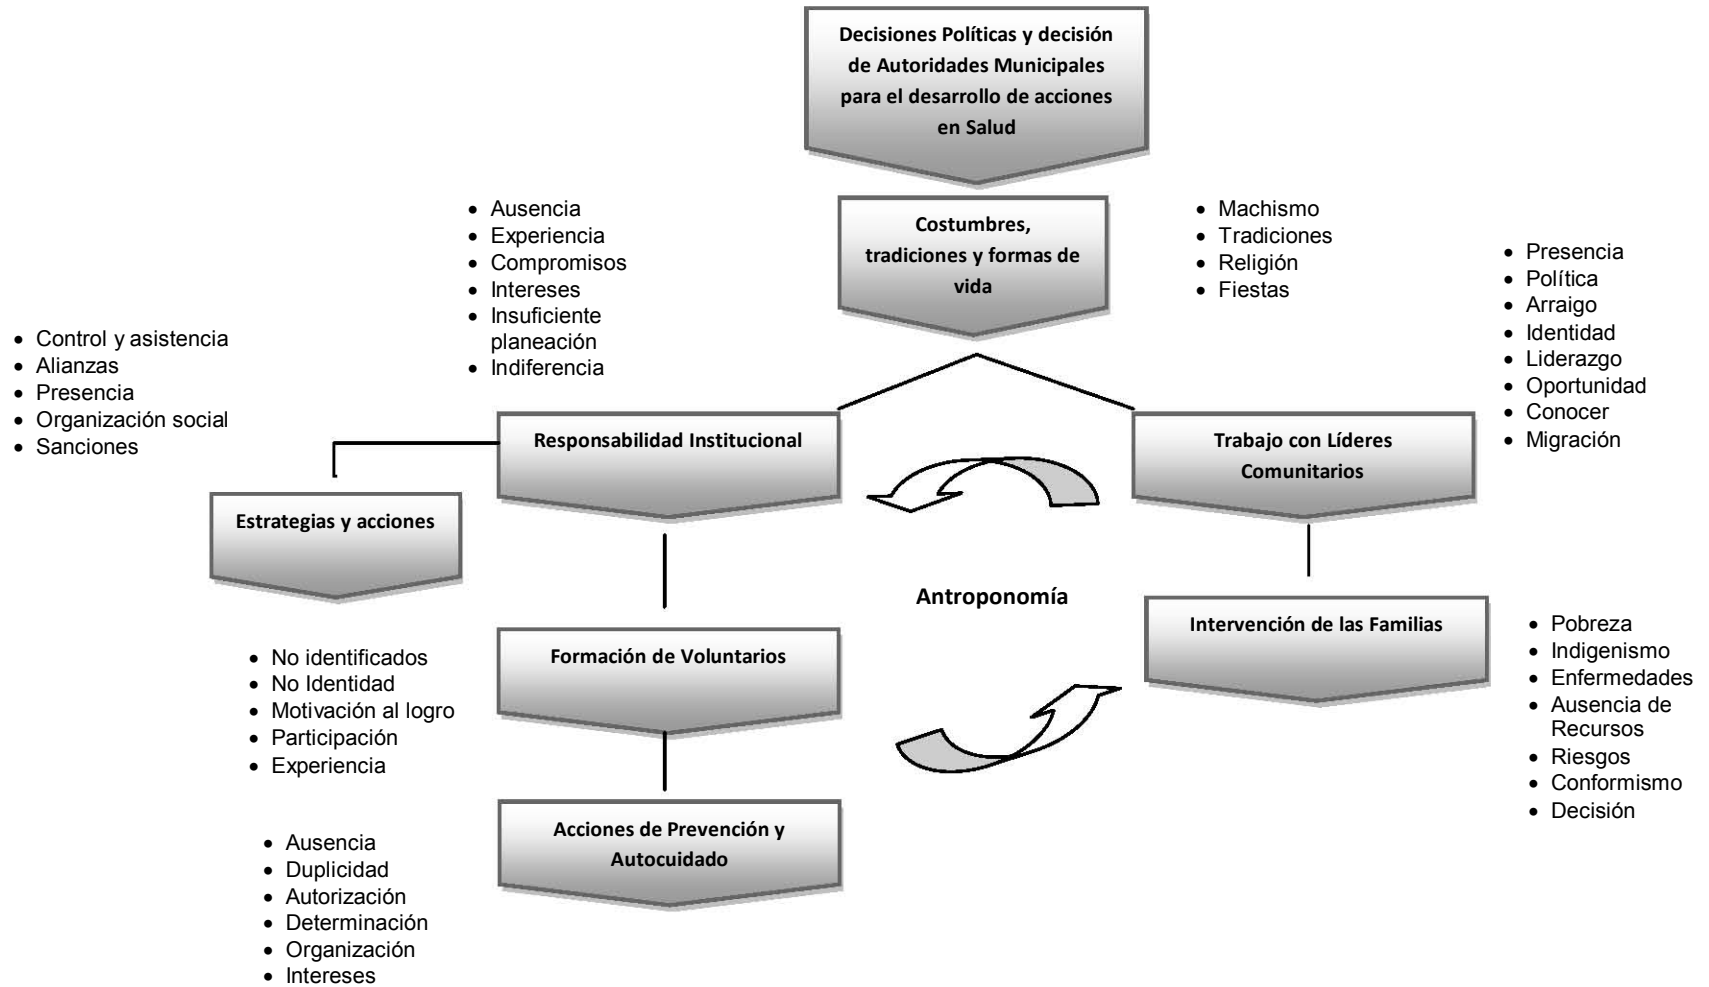 Decisiones Políticas y decisión
de Autoridades Municipales
para el desarrollo de acciones
en Salud
Costumbres,
tradiciones y formas de
vida
• Ausencia
• Experiencia
• Compromisos
• Intereses
• Insuficiente
planeación
• Indiferencia
• Machismo
• Tradiciones
• Religión
• Fiestas
• Presencia
• Política
• Arraigo
• Identidad
• Liderazgo
• Oportunidad
• Conocer
• Migración
• Control y asistencia
• Alianzas
• Presencia
• Organización social
• Sanciones
Responsabilidad Institucional
Trabajo con Líderes
Comunitarios
Estrategias y acciones
Antroponomía
Formación de Voluntarios
Intervención de las Familias
• No identificados
• No Identidad
• Motivación al logro
• Participación
• Experiencia
• Pobreza
• Indigenismo
• Enfermedades
• Ausencia de
Recursos
• Riesgos
• Conformismo
• Decisión
Acciones de Prevención y
Autocuidado
• Ausencia
• Duplicidad
• Autorización
• Determinación
• Organización
• Intereses